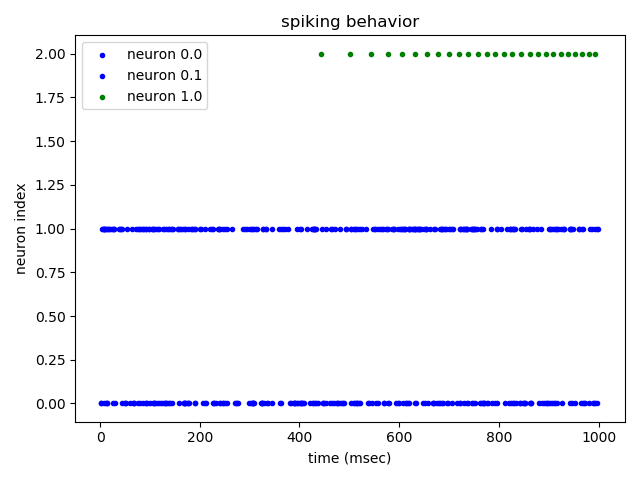 spiking behavior
neuron 0.0
neuron 0.1
neuron 1.0
2.00
1.75
1.50
1.25
1.00
0.75
0.50
0.25
0.00
neuron index
0 200 400 600 800 1000
time (msec)